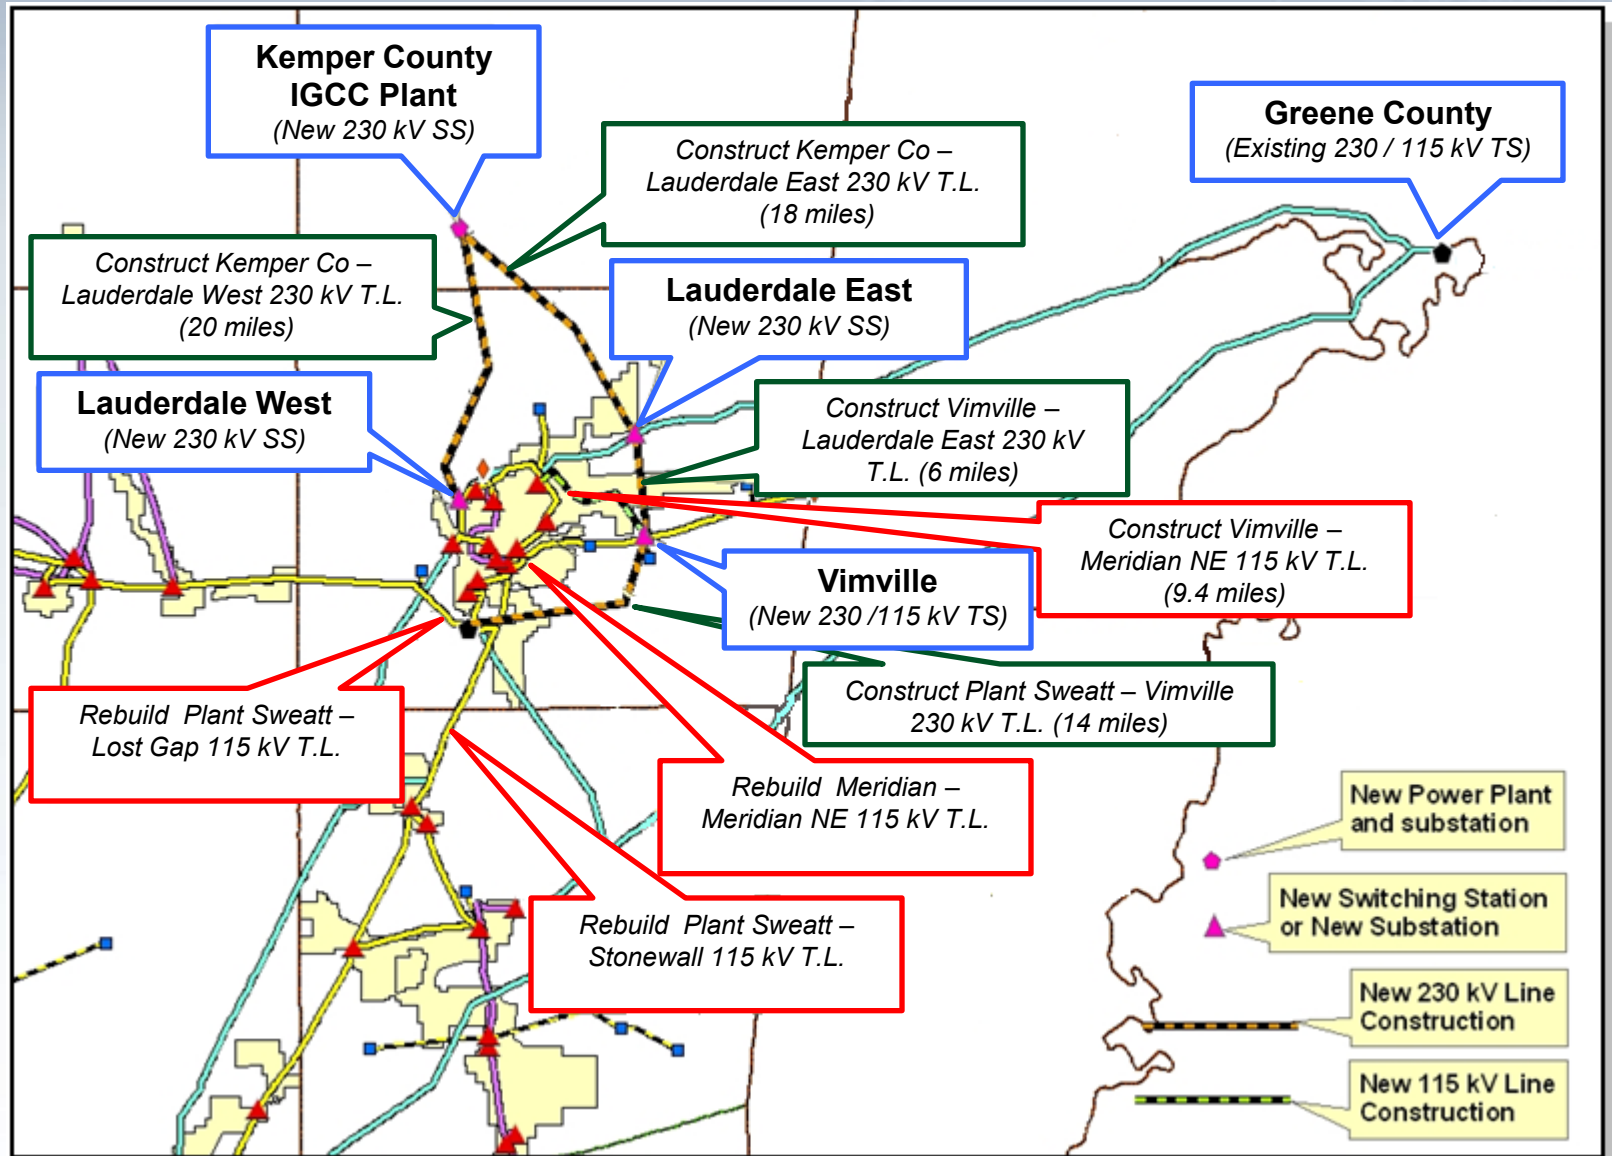 Kemper County
IGCC Plant
(New 230 kV SS)
Construct Kemper Co –
Lauderdale East 230 kV T.L.
(18 miles)
Greene County
(Existing 230 / 115 kV TS)
Construct Kemper Co –
Lauderdale West 230 kV T.L.
(20 miles)
Lauderdale East
(New 230 kV SS)
Lauderdale West
(New 230 kV SS)
Construct Vimville –
Lauderdale East 230 kV
T.L. (6 miles)
Construct Vimville –
Meridian NE 115 kV T.L.
(9.4 miles)
Vimville
(New 230 /115 kV TS)
Construct Plant Sweatt – Vimville
230 kV T.L. (14 miles)
Rebuild Plant Sweatt –
Lost Gap 115 kV T.L.
Rebuild Meridian –
Meridian NE 115 kV T.L.
Rebuild Plant Sweatt –
Stonewall 115 kV T.L.
New Power Plant
and substation
New Switching Station
or New Substation
New 230 kV Line
Construction
New 115 kV Line
Construction